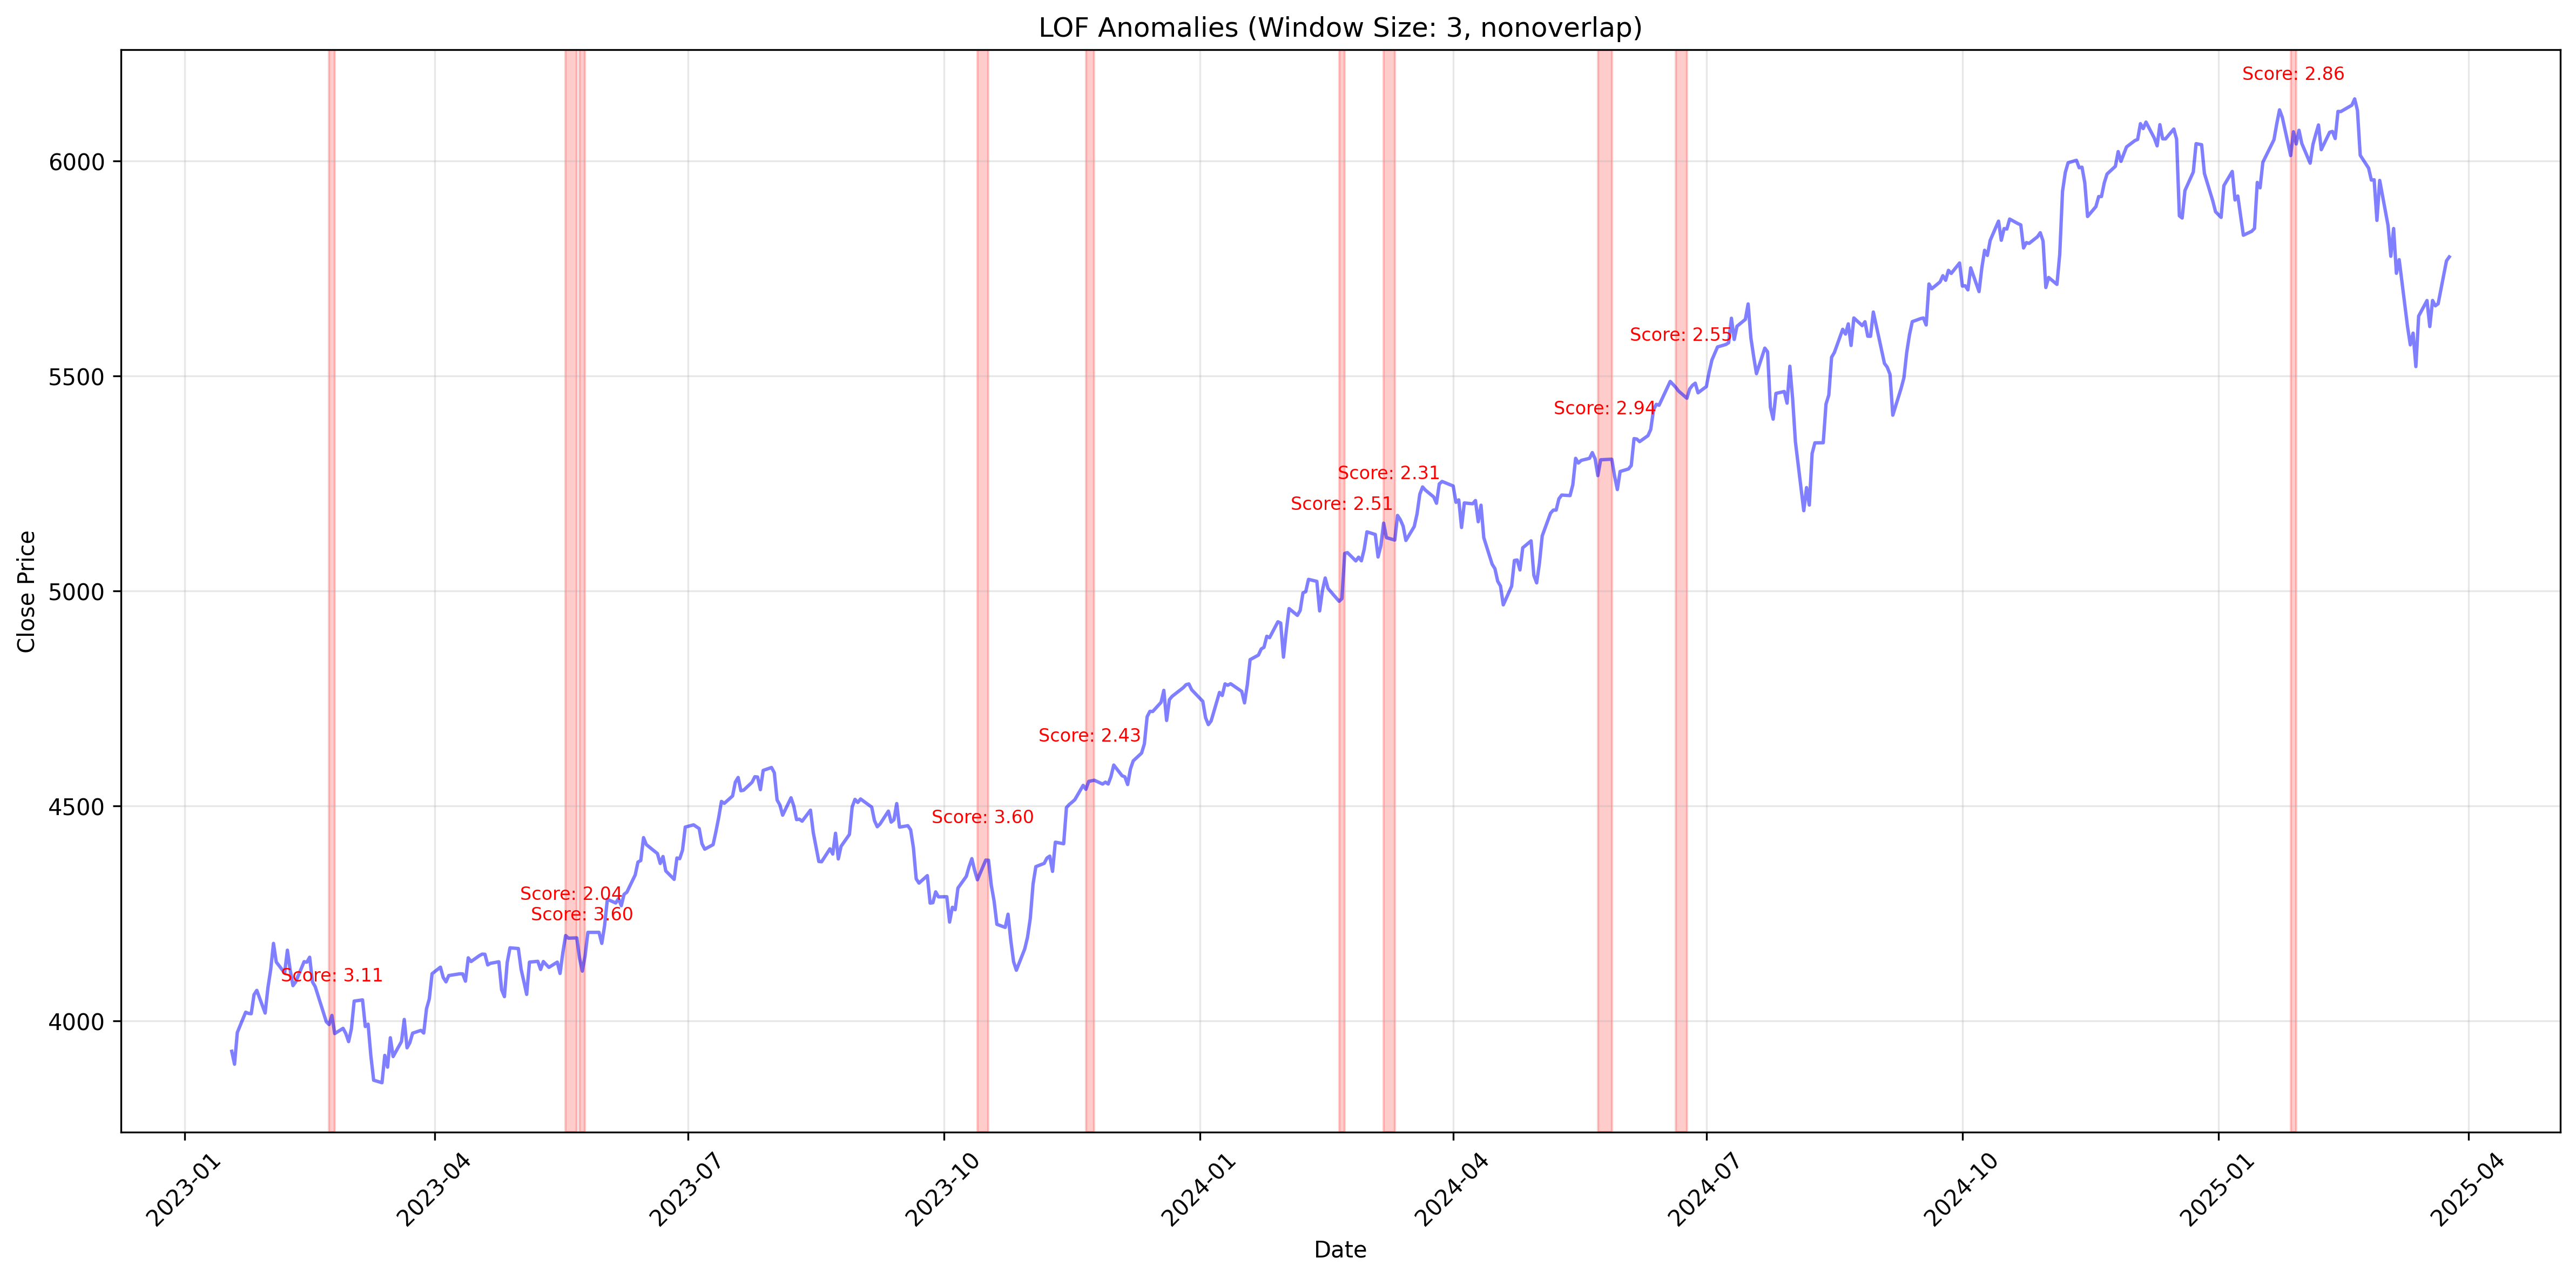 LOF Anomalies (Window Size: 3, nonoverlap)
Score: 2.86
6000
Score: 2.55
5500
Score: 2.94
Score: 2.31
Score: 2.51
5000
Close Price
Score: 2.43
4500
Score: 3.60
Score: 2.04
Score: 3.60
Score: 3.11
4000
2023-01
2023-04
2023-07
2023-10
2024-01
2024-04
2024-07
2024-10
2025-01
2025-04
Date